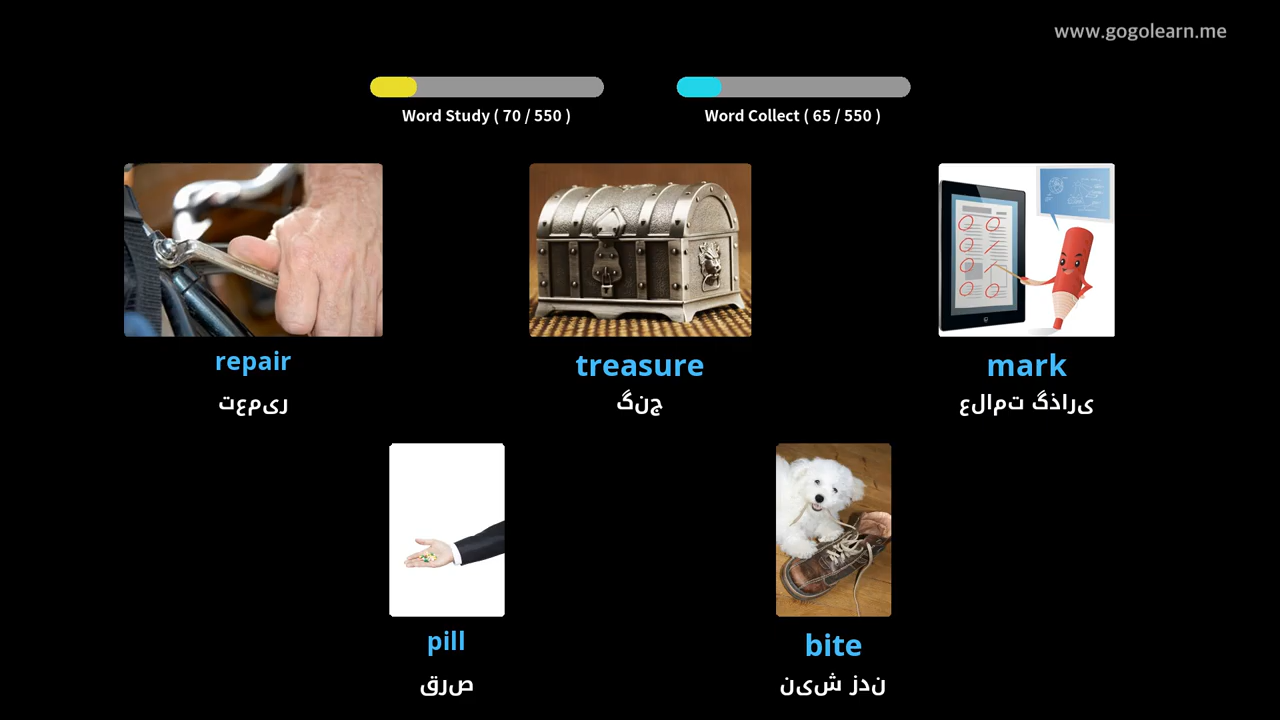 www.gogolearn.me
Word Study ( 70 / 550 )
Word Collect ( 65 / 550 )
repair
treasure
mark
تعمیر
گنج
علامت گذاری
pill
bite
قرص
نیش زدن